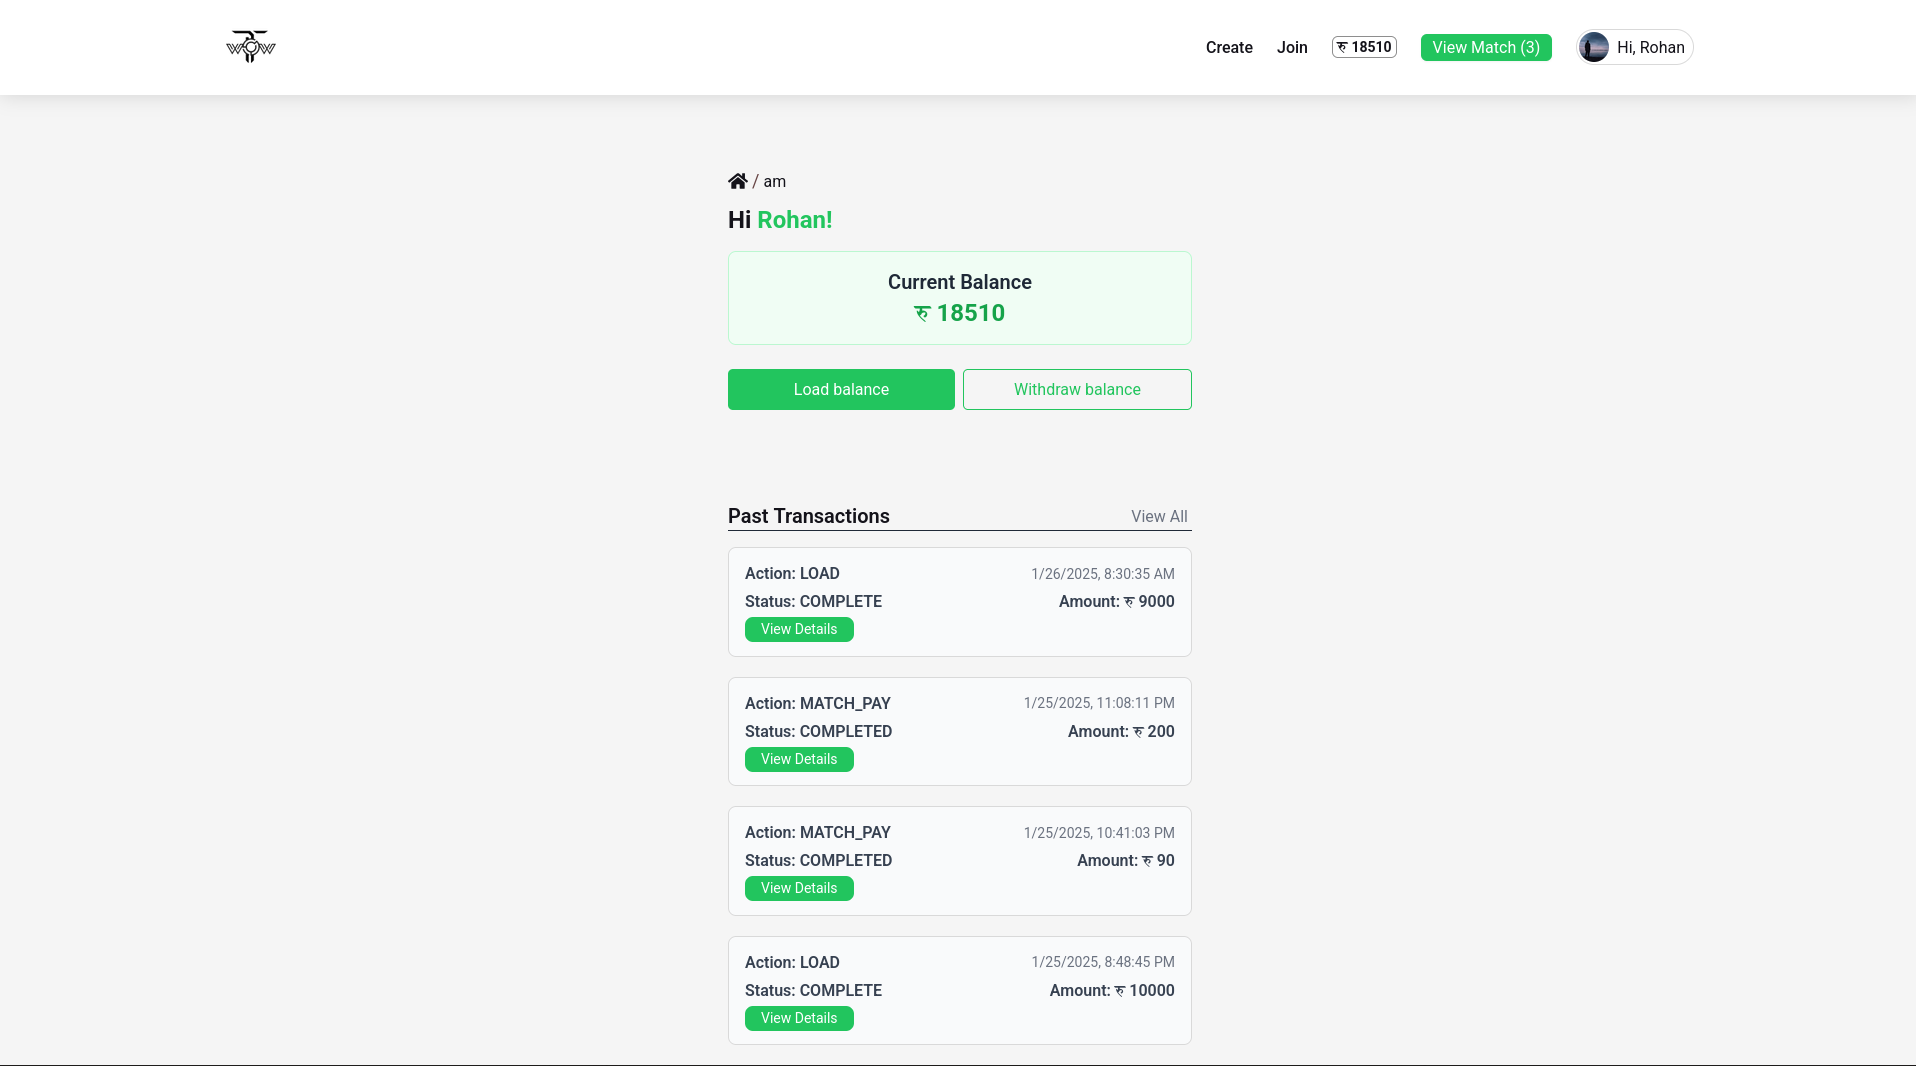 WOW
Create Join रु 18510 View Match (3) Hi, Rohan
/ am
Hi Rohan!
Current Balance
रु 18510
Load balance Withdraw balance
Past Transactions View All
Action: LOAD 1/26/2025, 8:30:35 AM
Status: COMPLETE Amount: रु 9000
View Details
Action: MATCH_PAY 1/25/2025, 11:08:11 PM
Status: COMPLETED Amount: रु 200
View Details
Action: MATCH_PAY 1/25/2025, 10:41:03 PM
Status: COMPLETED Amount: रु 90
View Details
Action: LOAD 1/25/2025, 8:48:45 PM
Status: COMPLETE Amount: रु 10000
View Details